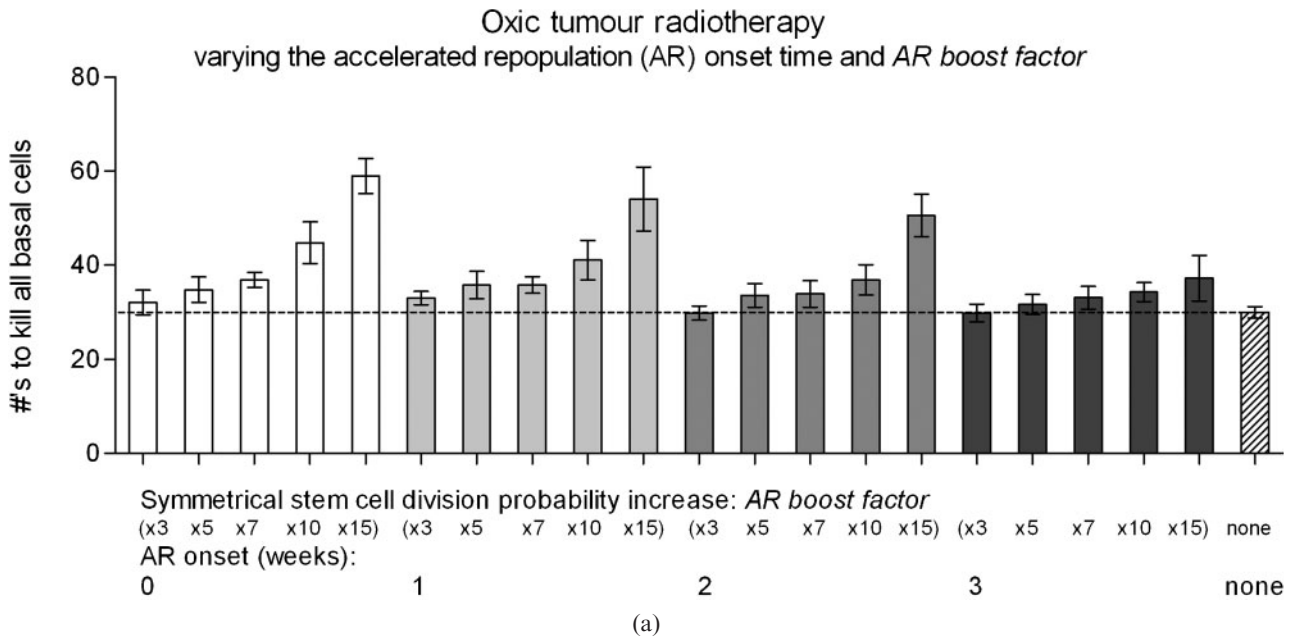 Oxic tumour radiotherapy
varying the accelerated repopulation (AR) onset time and AR boost factor
#'s to kill all basal cells
80
60
40
20
0
Symmetrical stem cell division probability increase: AR boost factor
(x3 x5 x7 x10 x15) (x3 x5 x7 x10 x15) (x3 x5 x7 x10 x15) (x3 x5 x7 x10 x15) none
AR onset (weeks):
0 1 2 3 none
(a)